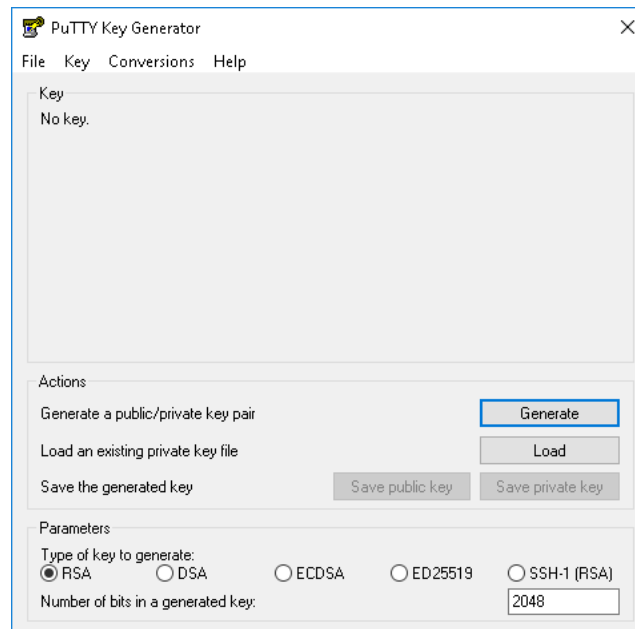 PuTTY Key Generator
File Key Conversions Help
Key
No key.
Actions
Generate a public/private key pair Generate
Load an existing private key file Load
Save the generated key Save public key Save private key
Parameters
Type of key to generate:
RSA DSA ECDSA ED25519 SSH-1 (RSA)
Number of bits in a generated key: 2048